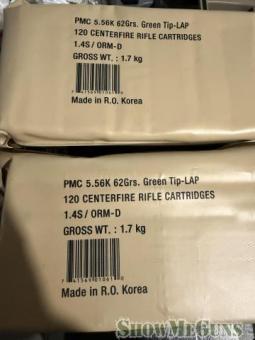 PMC 5.56K 62Grs. Green Tip-LAP
120 CENTERFIRE RIFLE CARTRIDGES
1.4S / ORM-D
GROSS WT. : 1.7 kg
Made in R.O. Korea
PMC 5.56K 62Grs. Green Tip-LAP
120 CENTERFIRE RIFLE CARTRIDGES
1.4S / ORM-D
GROSS WT. : 1.7 kg
Made in R.O. Korea
SHOWMEGUNS